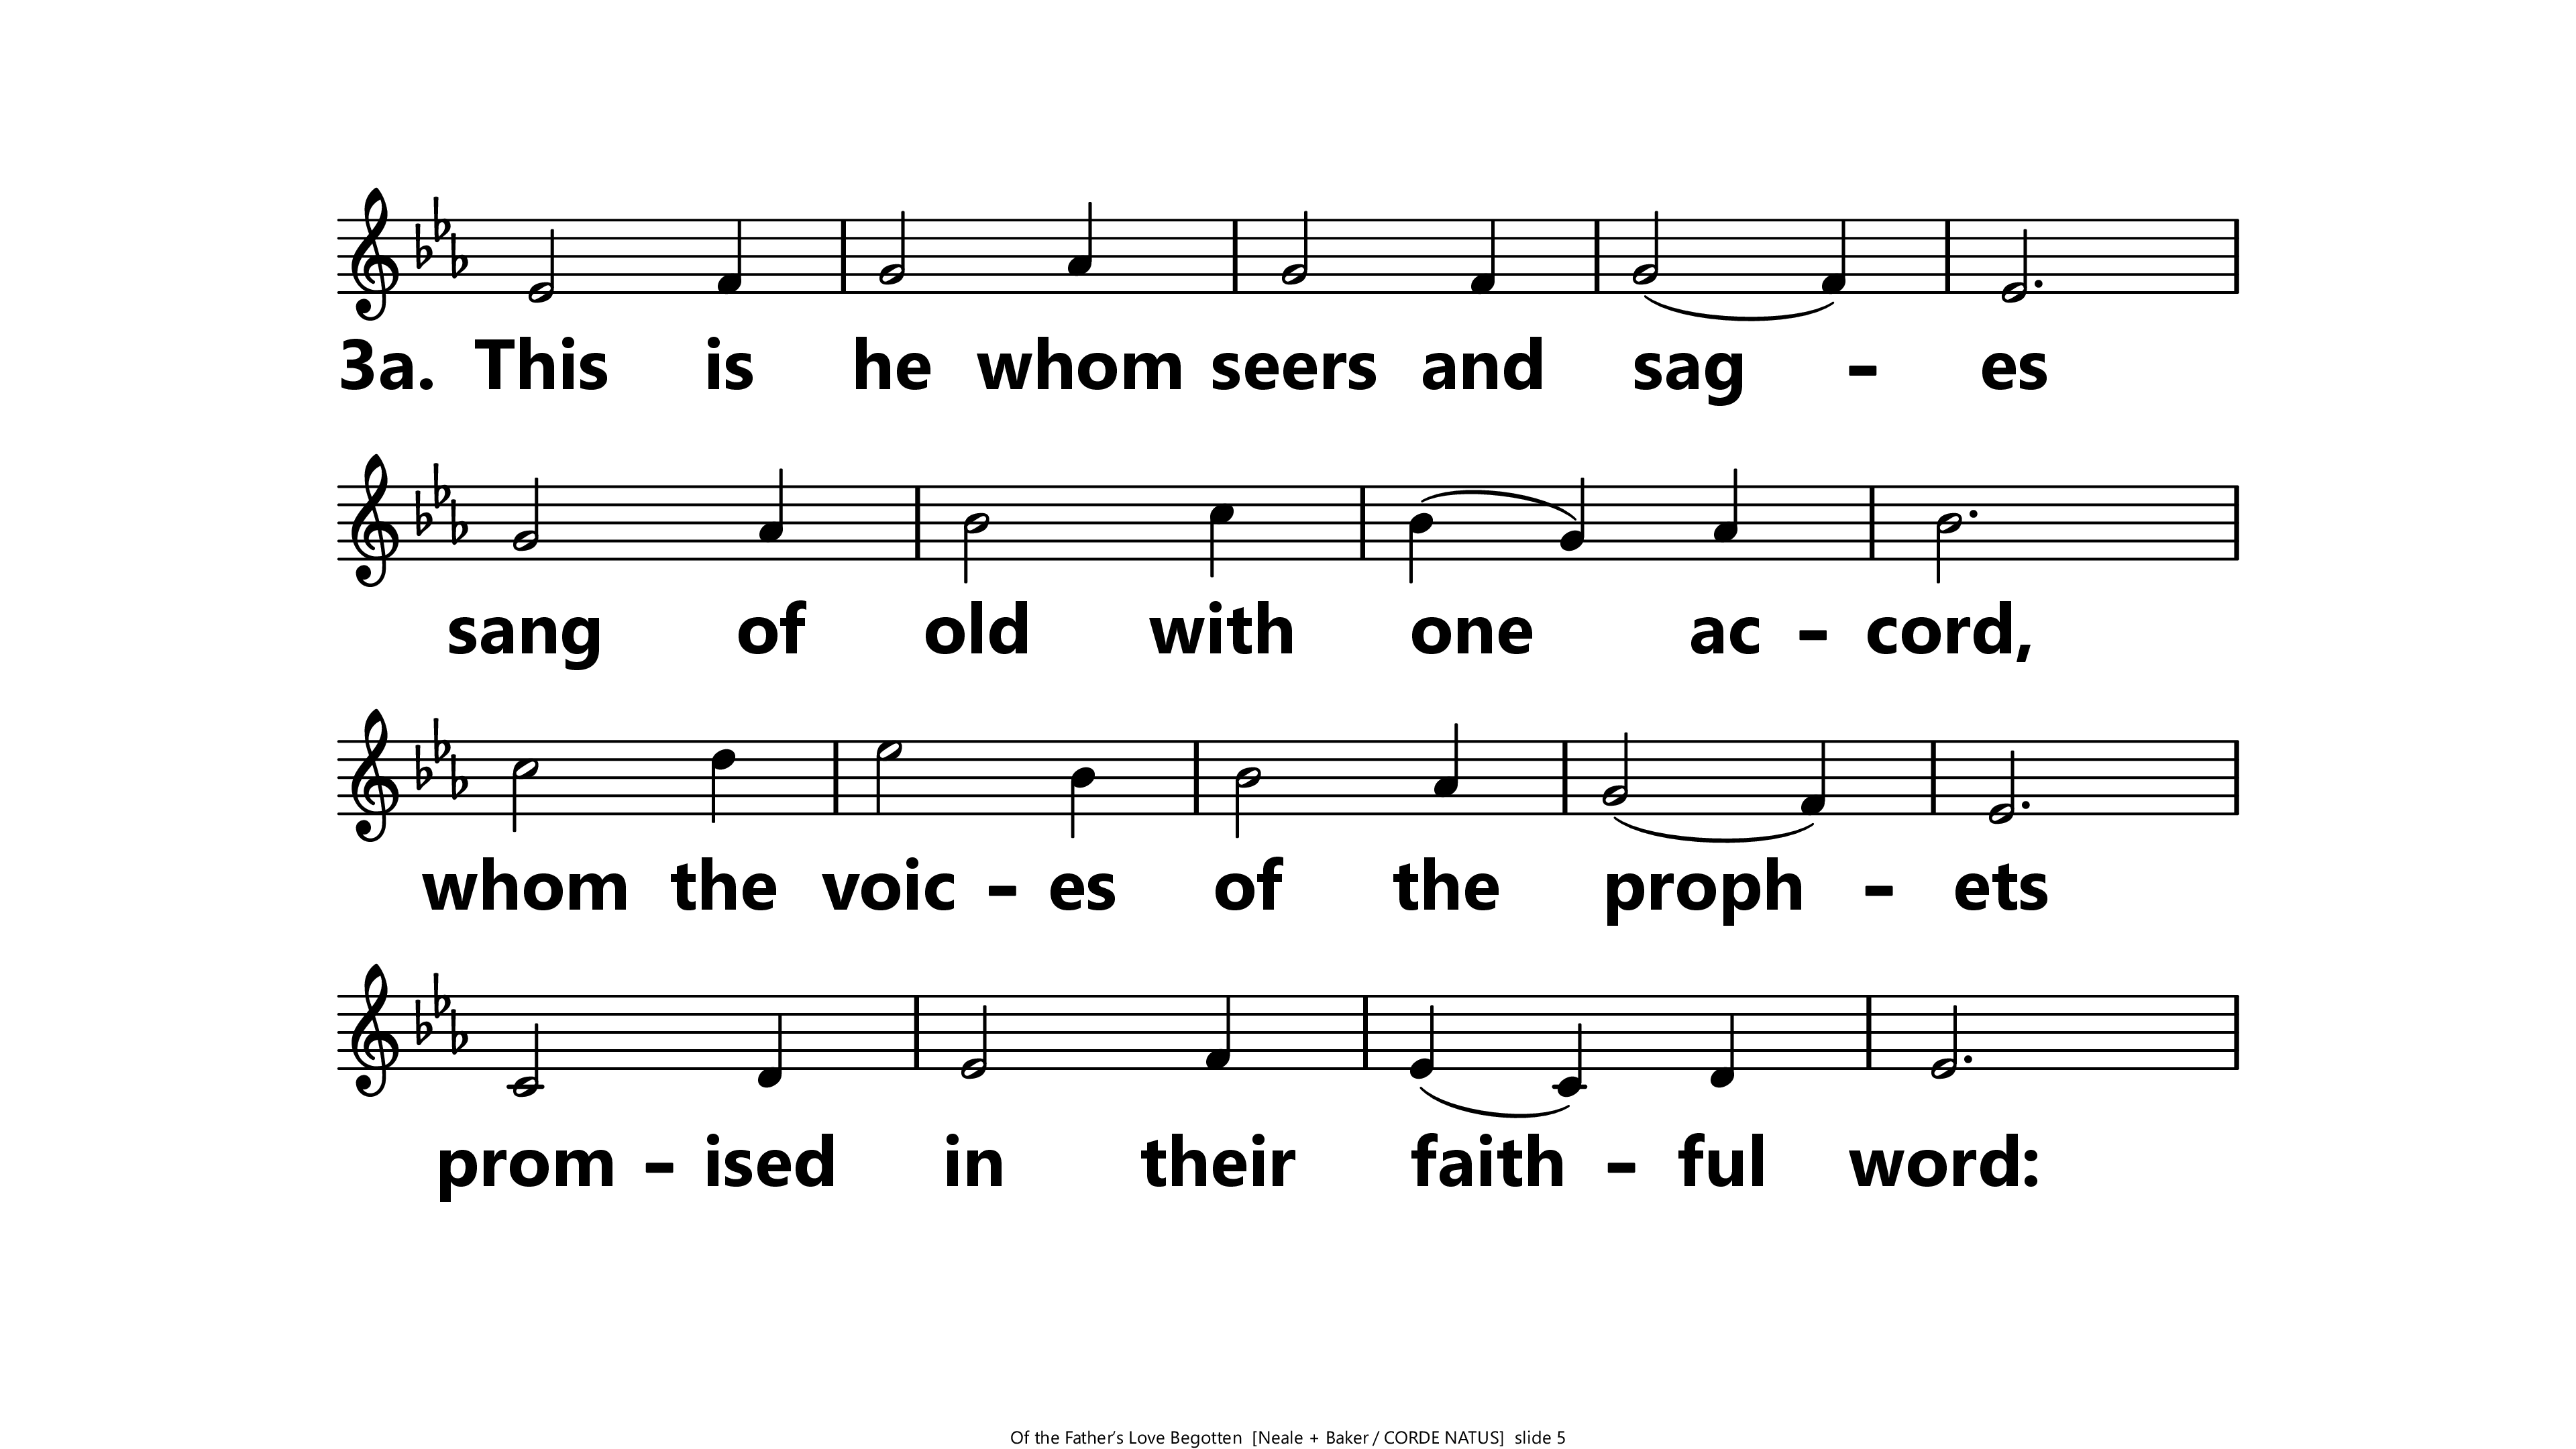 3a. This is he whom seers and sag - es
sang of old with one ac - cord,
whom the voic - es of the proph - ets
prom - ised in their faith - ful word:
Of the Father’s Love Begotten [Neale + Baker / CORDE NATUS] slide 5